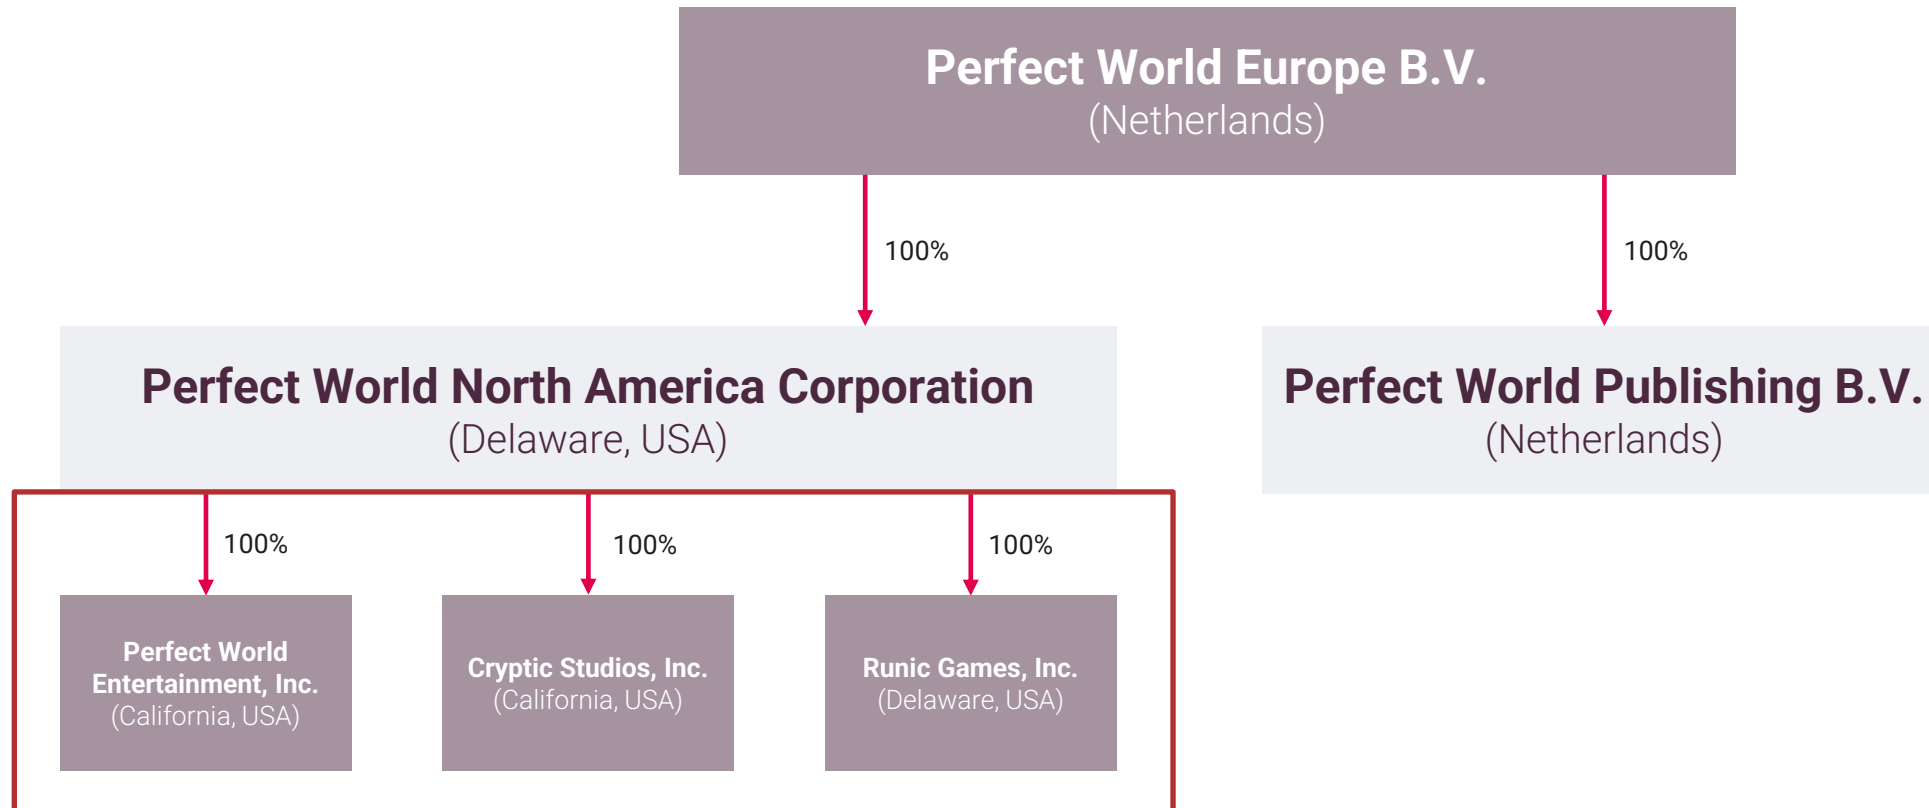 Perfect World Europe B.V.
(Netherlands)
100%
100%
Perfect World North America Corporation
(Delaware, USA)
Perfect World Publishing B.V.
(Netherlands)
100%
100%
100%
Perfect World
Entertainment, Inc.
(California, USA)
Cryptic Studios, Inc.
(California, USA)
Runic Games, Inc.
(Delaware, USA)